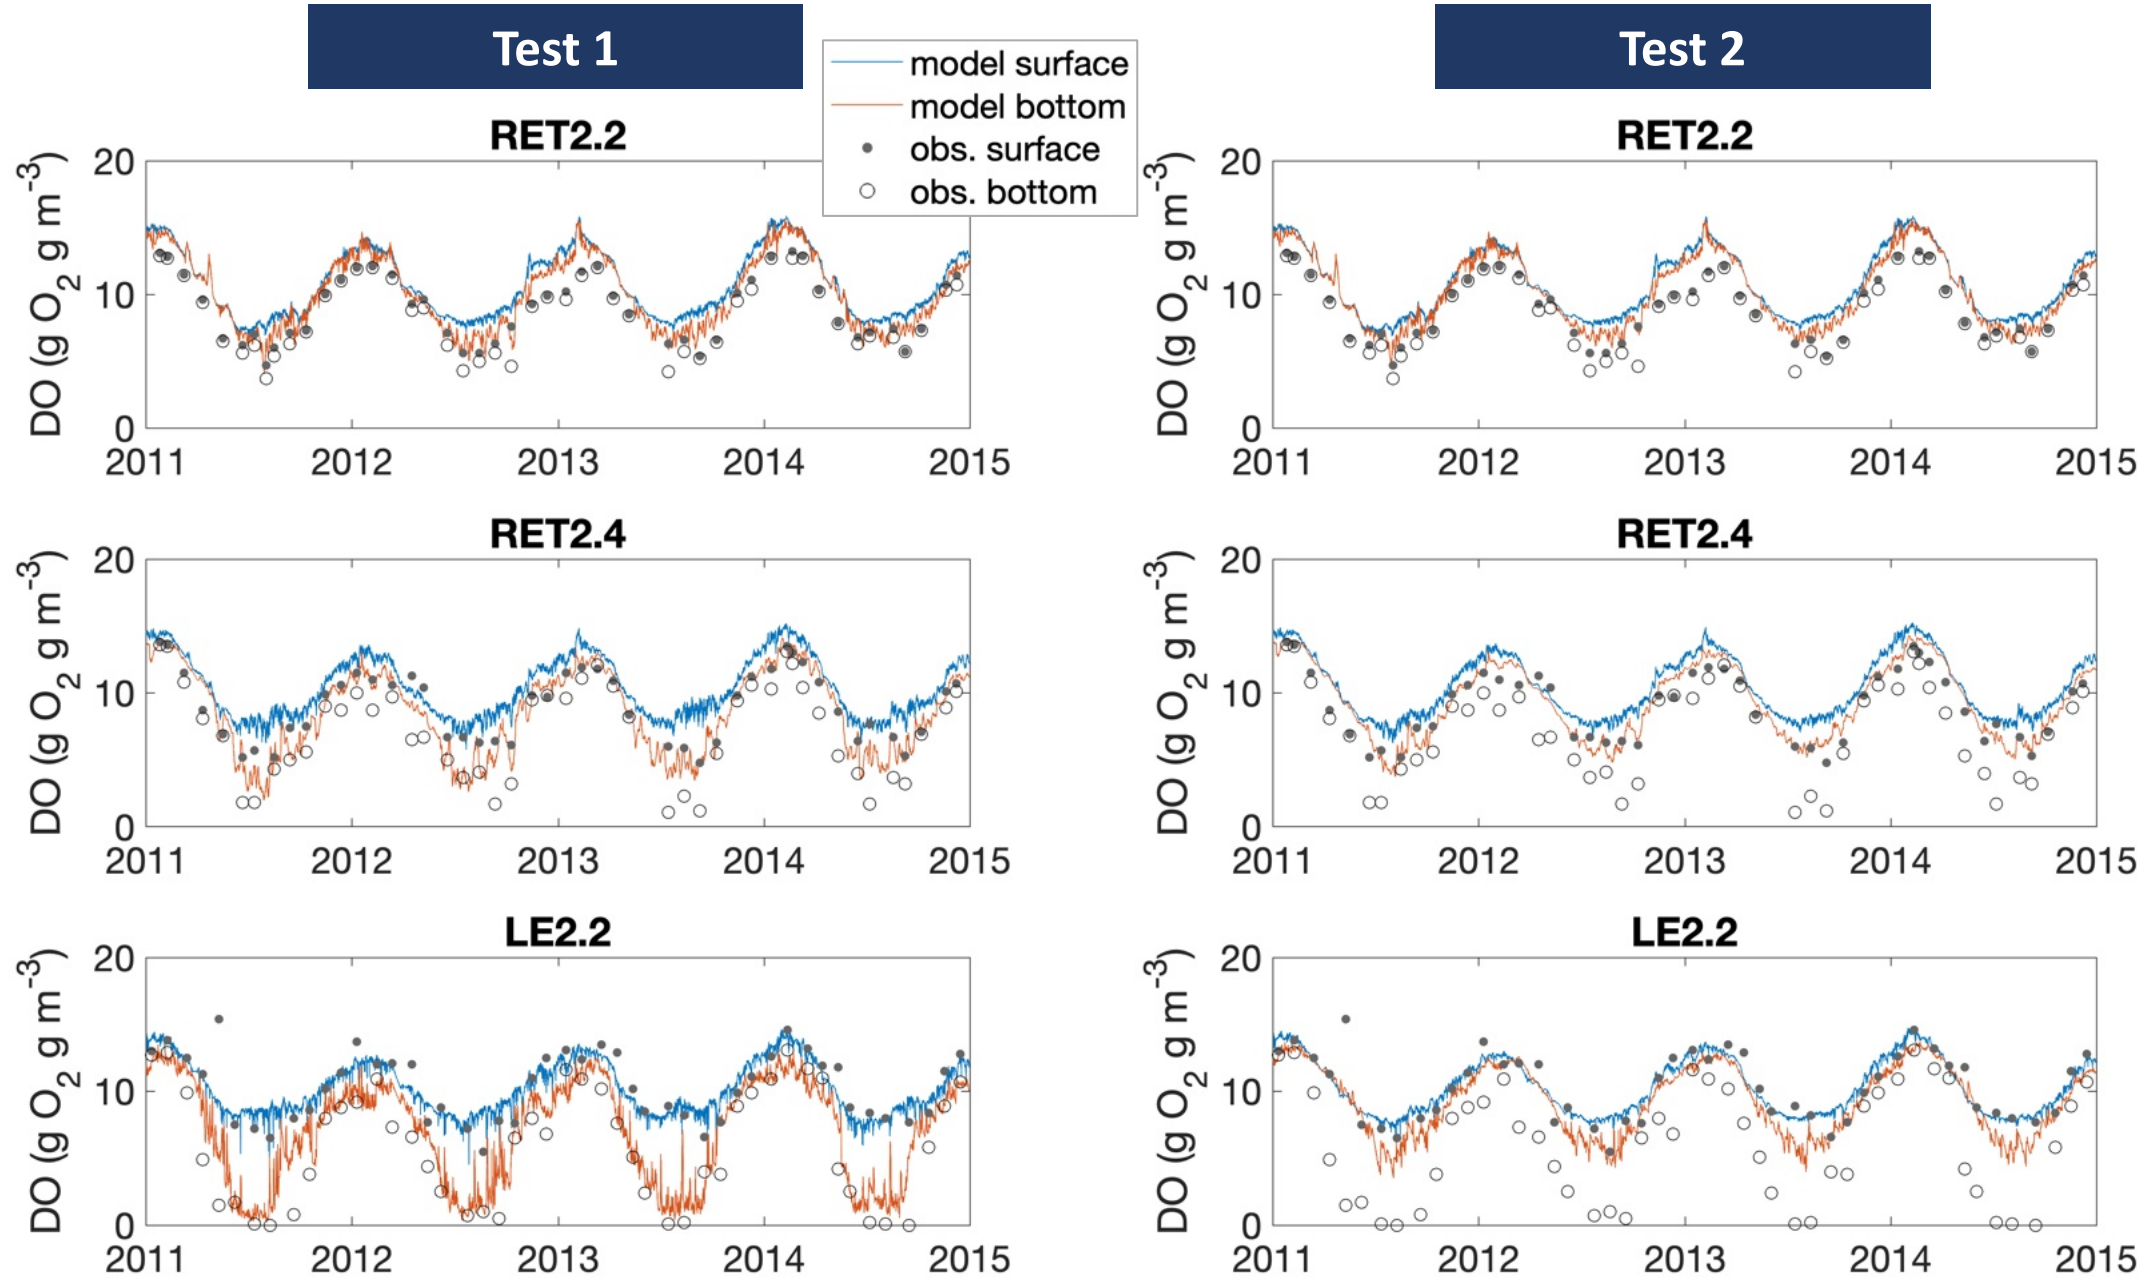 Test 1
Test 2
model surface
model bottom
obs. surface
obs. bottom
RET2.2
DO (g O2 g m-3)
20
10
0
2011 2012 2013 2014 2015
RET2.2
DO (g O2 g m-3)
20
10
0
2011 2012 2013 2014 2015
RET2.4
DO (g O2 g m-3)
20
10
0
2011 2012 2013 2014 2015
RET2.4
DO (g O2 g m-3)
20
10
0
2011 2012 2013 2014 2015
LE2.2
DO (g O2 g m-3)
20
10
0
2011 2012 2013 2014 2015
LE2.2
DO (g O2 g m-3)
20
10
0
2011 2012 2013 2014 2015